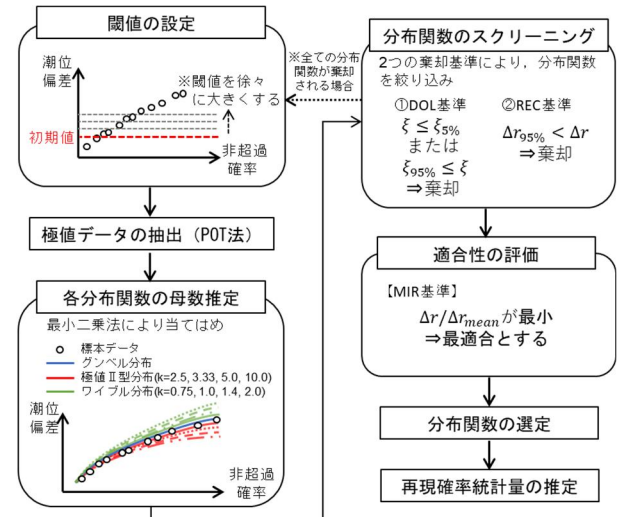 閾値の設定
潮位
偏差
※閾値を徐々
に大きくする
初期値
非超過
確率
極値データの抽出（POT法）
各分布関数の母数推定
最小二乗法により当てはめ
標本データ
グンベル分布
極値Ⅱ型分布(k=2.5, 3.33, 5.0, 10.0)
ワイブル分布(k=0.75, 1.0, 1.4, 2.0)
潮位
偏差
非超過
確率
※全ての分布
関数が棄却
される場合
分布関数のスクリーニング
2つの棄却基準により，分布関数
を絞り込み
①DOL基準
ξ ≤ ξ5%
または
ξ95% ≤ ξ
⇒棄却
②REC基準
Δr95% < Δr
⇒棄却
適合性の評価
【MIR基準】
Δr/Δrmeanが最小
⇒最適合とする
分布関数の選定
再現確率統計量の推定